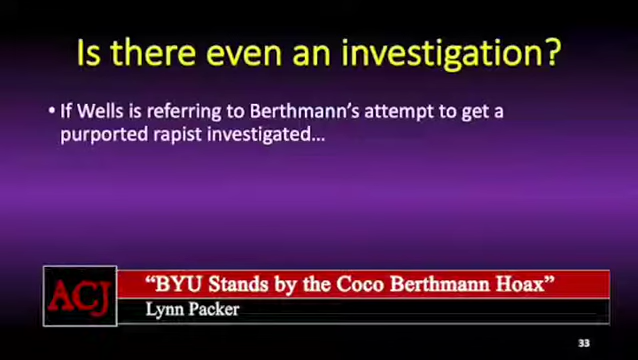 Is there even an investigation?
• If Wells is referring to Berthmann's attempt to get a
purported rapist investigated...
ACJ
“BYU Stands by the Coco Berthmann Hoax”
Lynn Packer
33